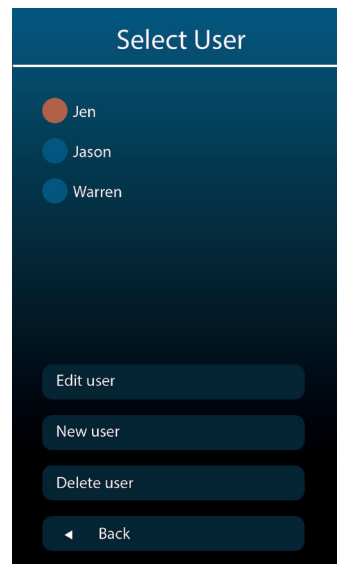 Select User
Jen
Jason
Warren
Edit user
New user
Delete user
Back